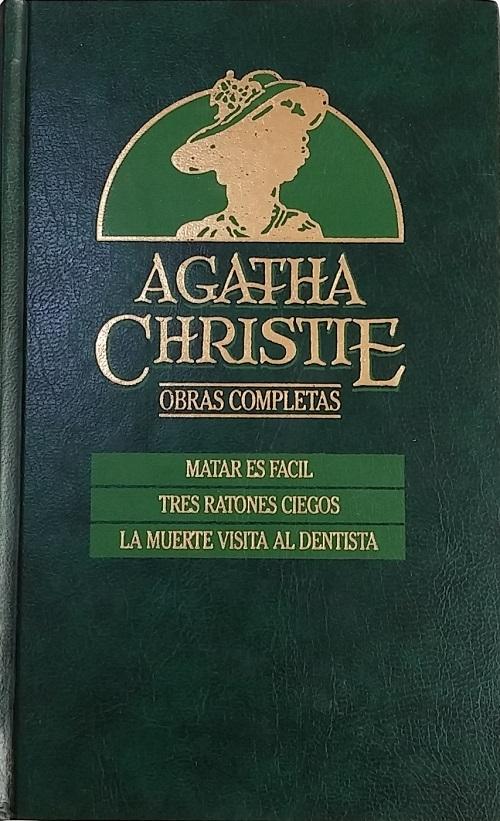 AGATHA
CHRISTIE
OBRAS COMPLETAS
MATAR ES FACIL
TRES RATONES CIEGOS
LA MUERTE VISITA AL DENTISTA